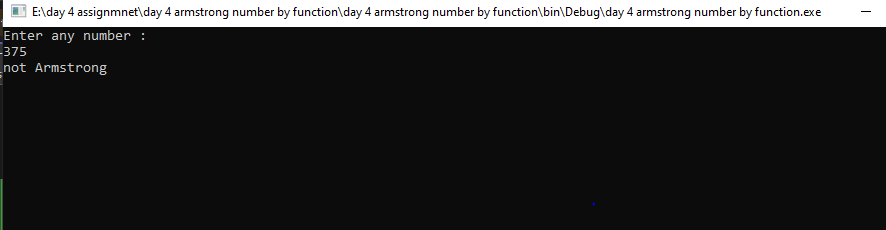 E:\day 4 assignmnet\day 4 armstrong number by function\day 4 armstrong number by function\bin\Debug\day 4 armstrong number by function.exe
Enter any number :
375
not Armstrong